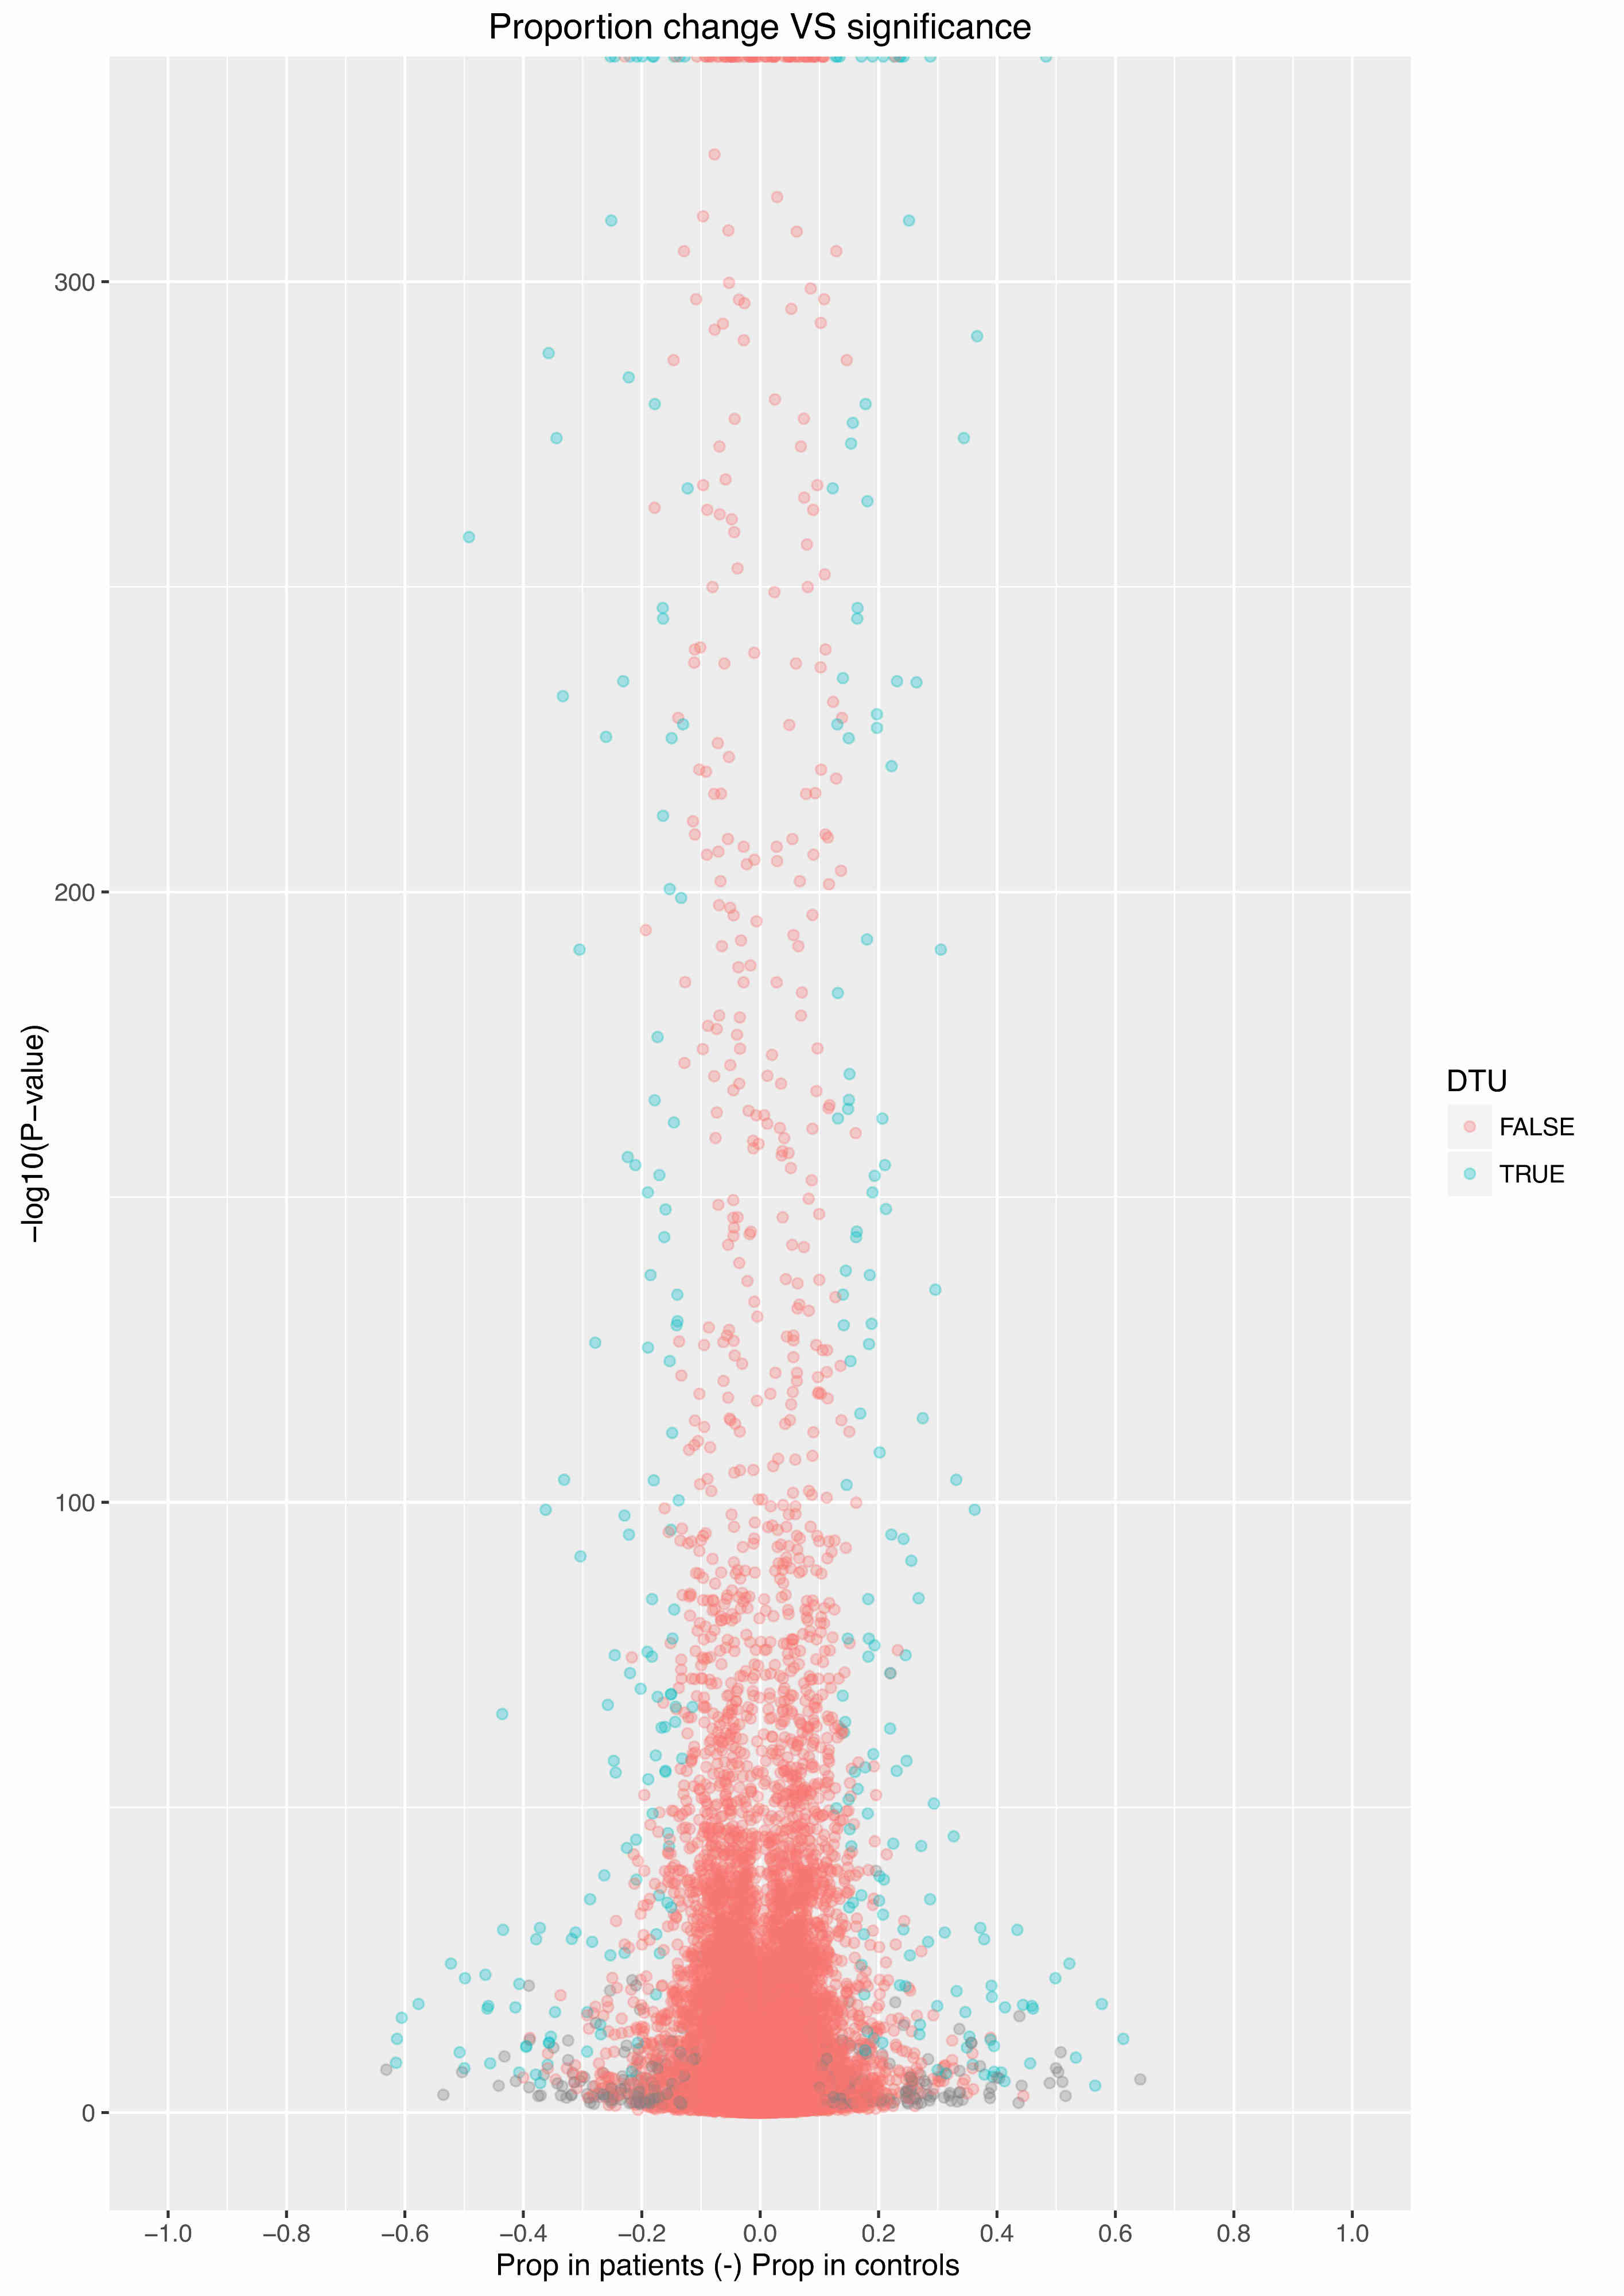 Proportion change VS significance
300
200
100
0
−log10(P−value)
−1.0 −0.8 −0.6 −0.4 −0.2 0.0 0.2 0.4 0.6 0.8 1.0
Prop in patients (-) Prop in controls
DTU
FALSE
TRUE